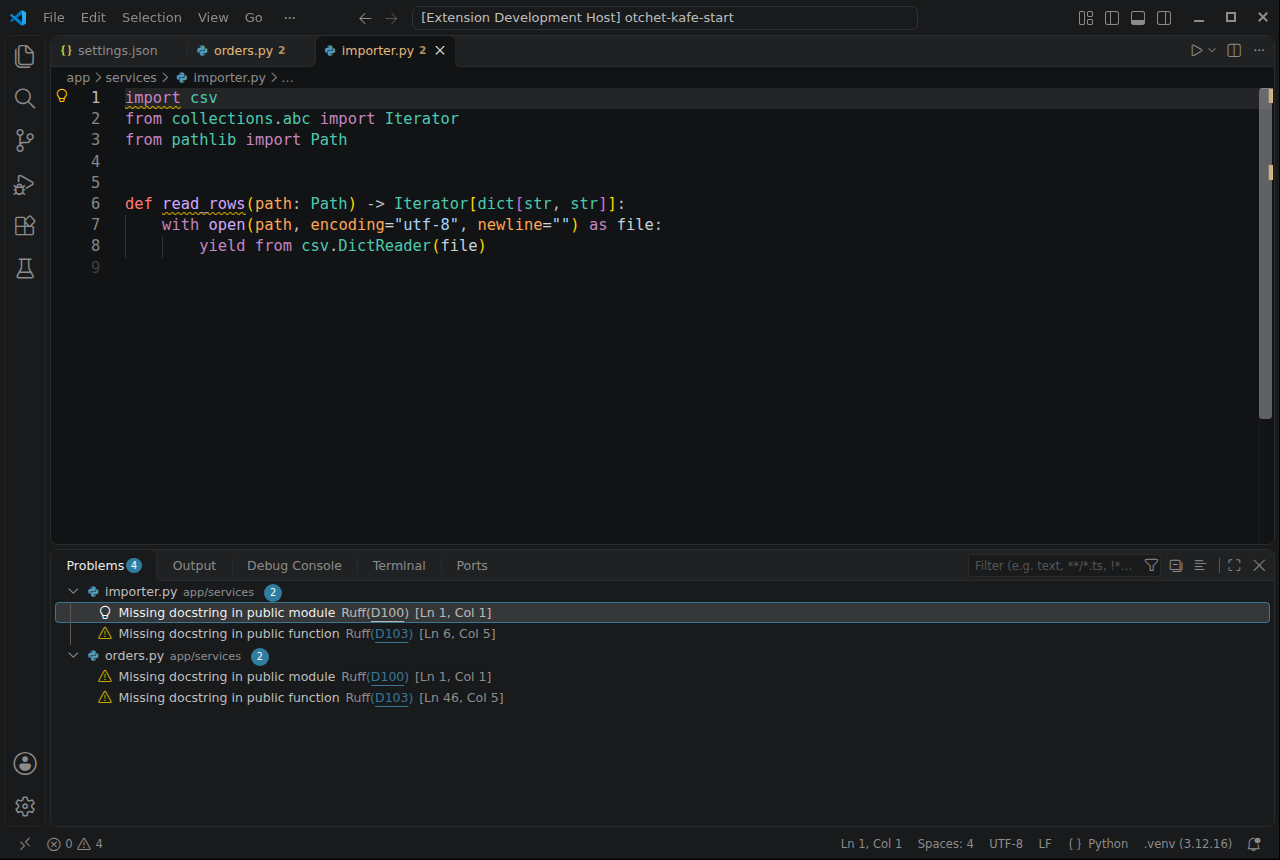 File Edit Selection View Go ··· [Extension Development Host] otchet-kafe-start
{} settings.json orders.py 2 importer.py 2
app > services > importer.py > ...
1 import csv
2 from collections.abc import Iterator
3 from pathlib import Path
4
5
6 def read_rows(path: Path) -> Iterator[dict[str, str]]:
7     with open(path, encoding="utf-8", newline="") as file:
8         yield from csv.DictReader(file)
9
Problems 4 Output Debug Console Terminal Ports Filter (e.g. text, **/*.ts, !*...
importer.py app/services 2
Missing docstring in public module Ruff(D100) [Ln 1, Col 1]
Missing docstring in public function Ruff(D103) [Ln 6, Col 5]
orders.py app/services 2
Missing docstring in public module Ruff(D100) [Ln 1, Col 1]
Missing docstring in public function Ruff(D103) [Ln 46, Col 5]
0 4 Ln 1, Col 1 Spaces: 4 UTF-8 LF { } Python .venv (3.12.16)